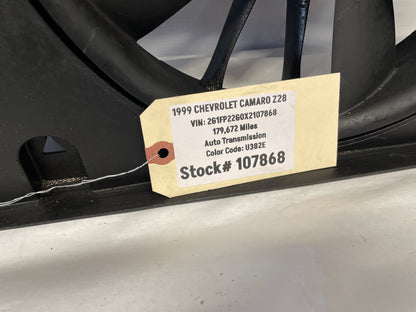 1999 CHEVROLET CAMARO Z28
VIN: 2G1FP22G0X2107868
179,672 Miles
Auto Transmission
Color Code: U382E
Stock# 107868